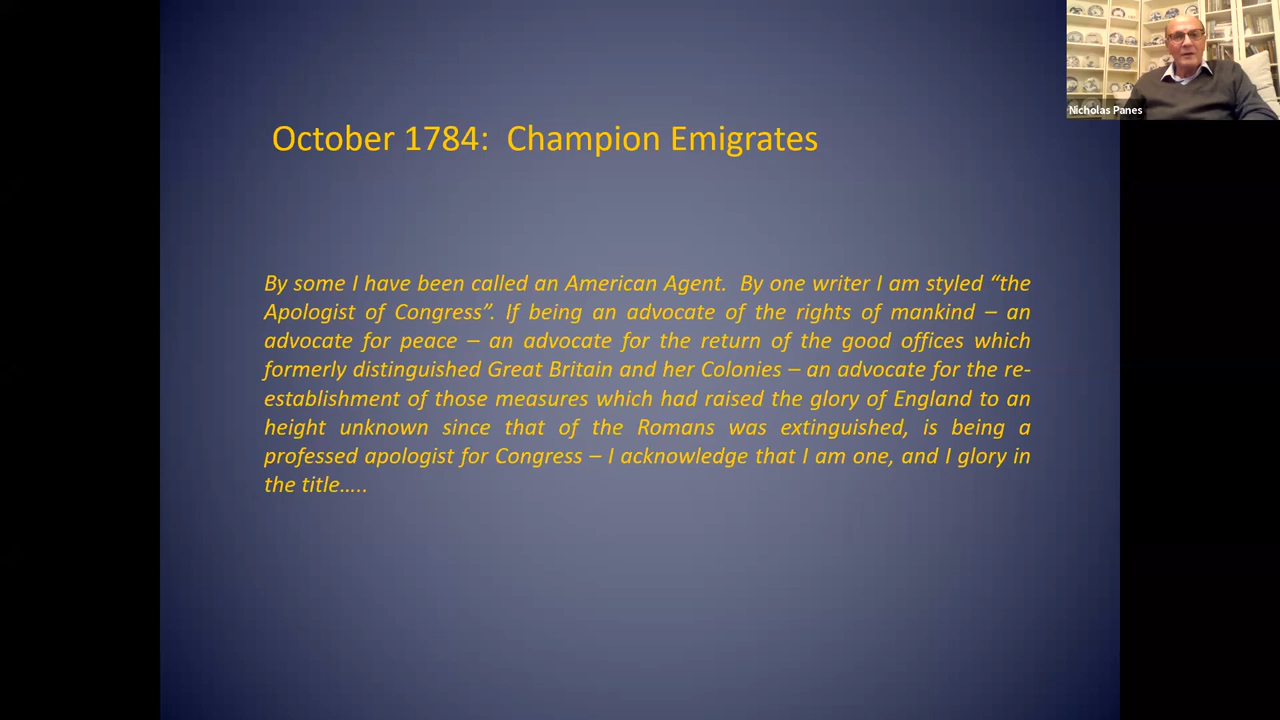 October 1784:  Champion Emigrates
By some I have been called an American Agent.  By one writer I am styled “the
Apologist of Congress”. If being an advocate of the rights of mankind – an
advocate for peace – an advocate for the return of the good offices which
formerly distinguished Great Britain and her Colonies – an advocate for the re-
establishment of those measures which had raised the glory of England to an
height unknown since that of the Romans was extinguished, is being a
professed apologist for Congress – I acknowledge that I am one, and I glory in
the title…..
Nicholas Panes